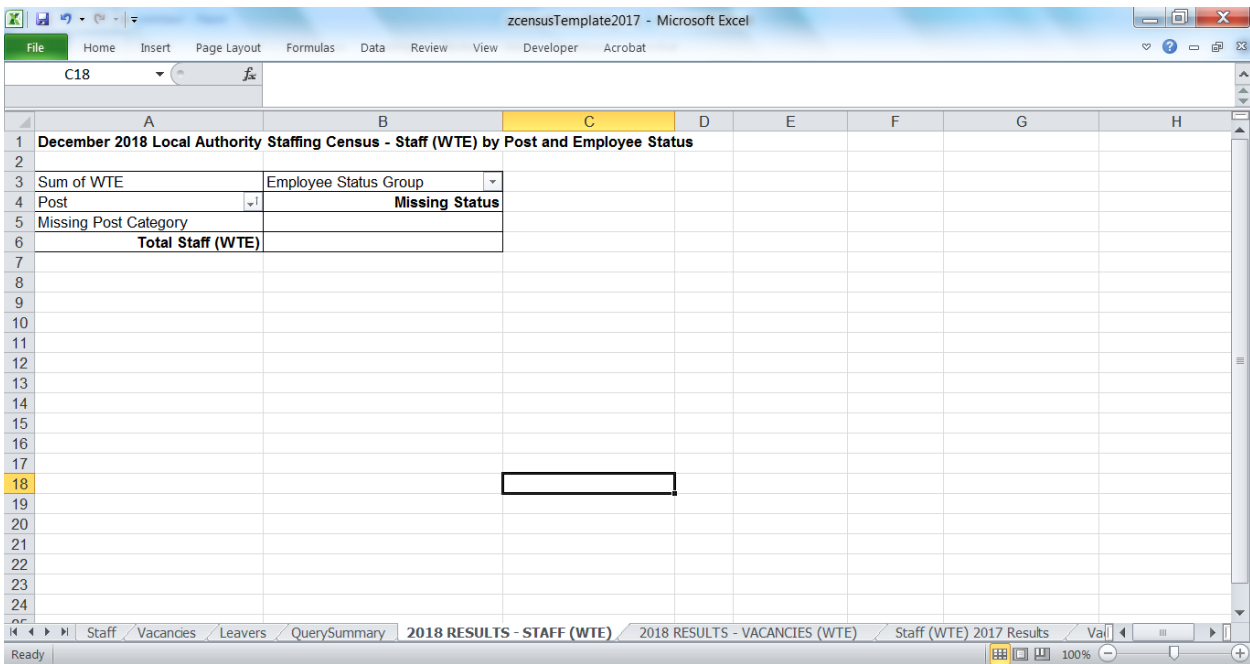 zcensusTemplate2017 - Microsoft Excel
File Home Insert Page Layout Formulas Data Review View Developer Acrobat
C18 fx
A B C D E F G H
1 December 2018 Local Authority Staffing Census - Staff (WTE) by Post and Employee Status
2
3 Sum of WTE Employee Status Group
4 Post Missing Status
5 Missing Post Category
6 Total Staff (WTE)
7
8
9
10
11
12
13
14
15
16
17
18
19
20
21
22
23
24
Staff Vacancies Leavers QuerySummary 2018 RESULTS - STAFF (WTE) 2018 RESULTS - VACANCIES (WTE) Staff (WTE) 2017 Results
Ready 100%